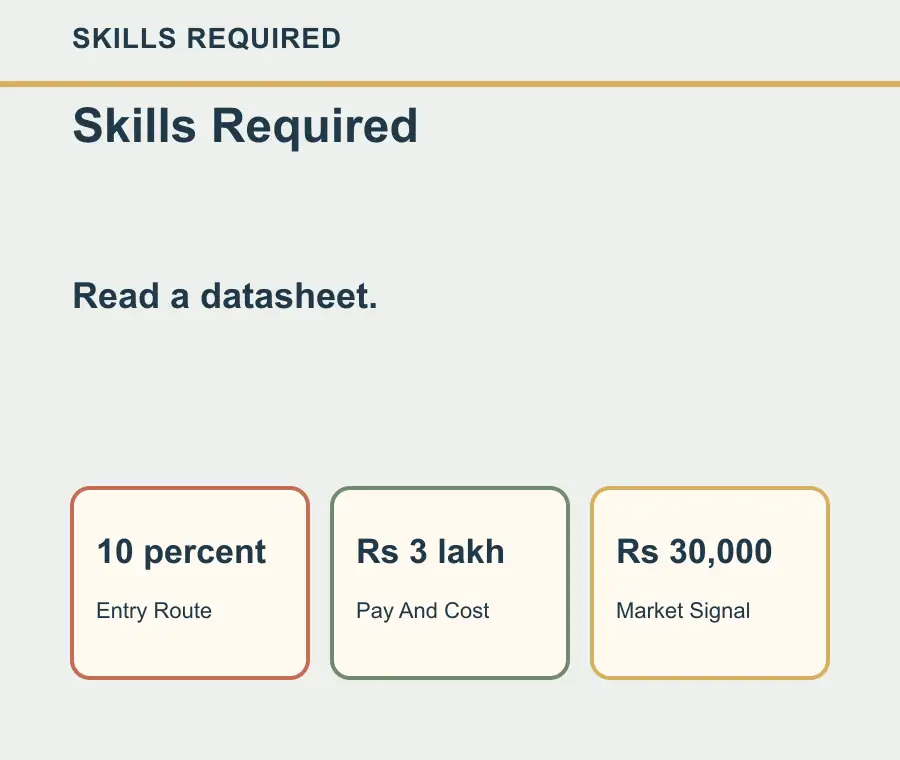 SKILLS REQUIRED
Skills Required
Read a datasheet.
10 percent
Entry Route
Rs 3 lakh
Pay And Cost
Rs 30,000
Market Signal